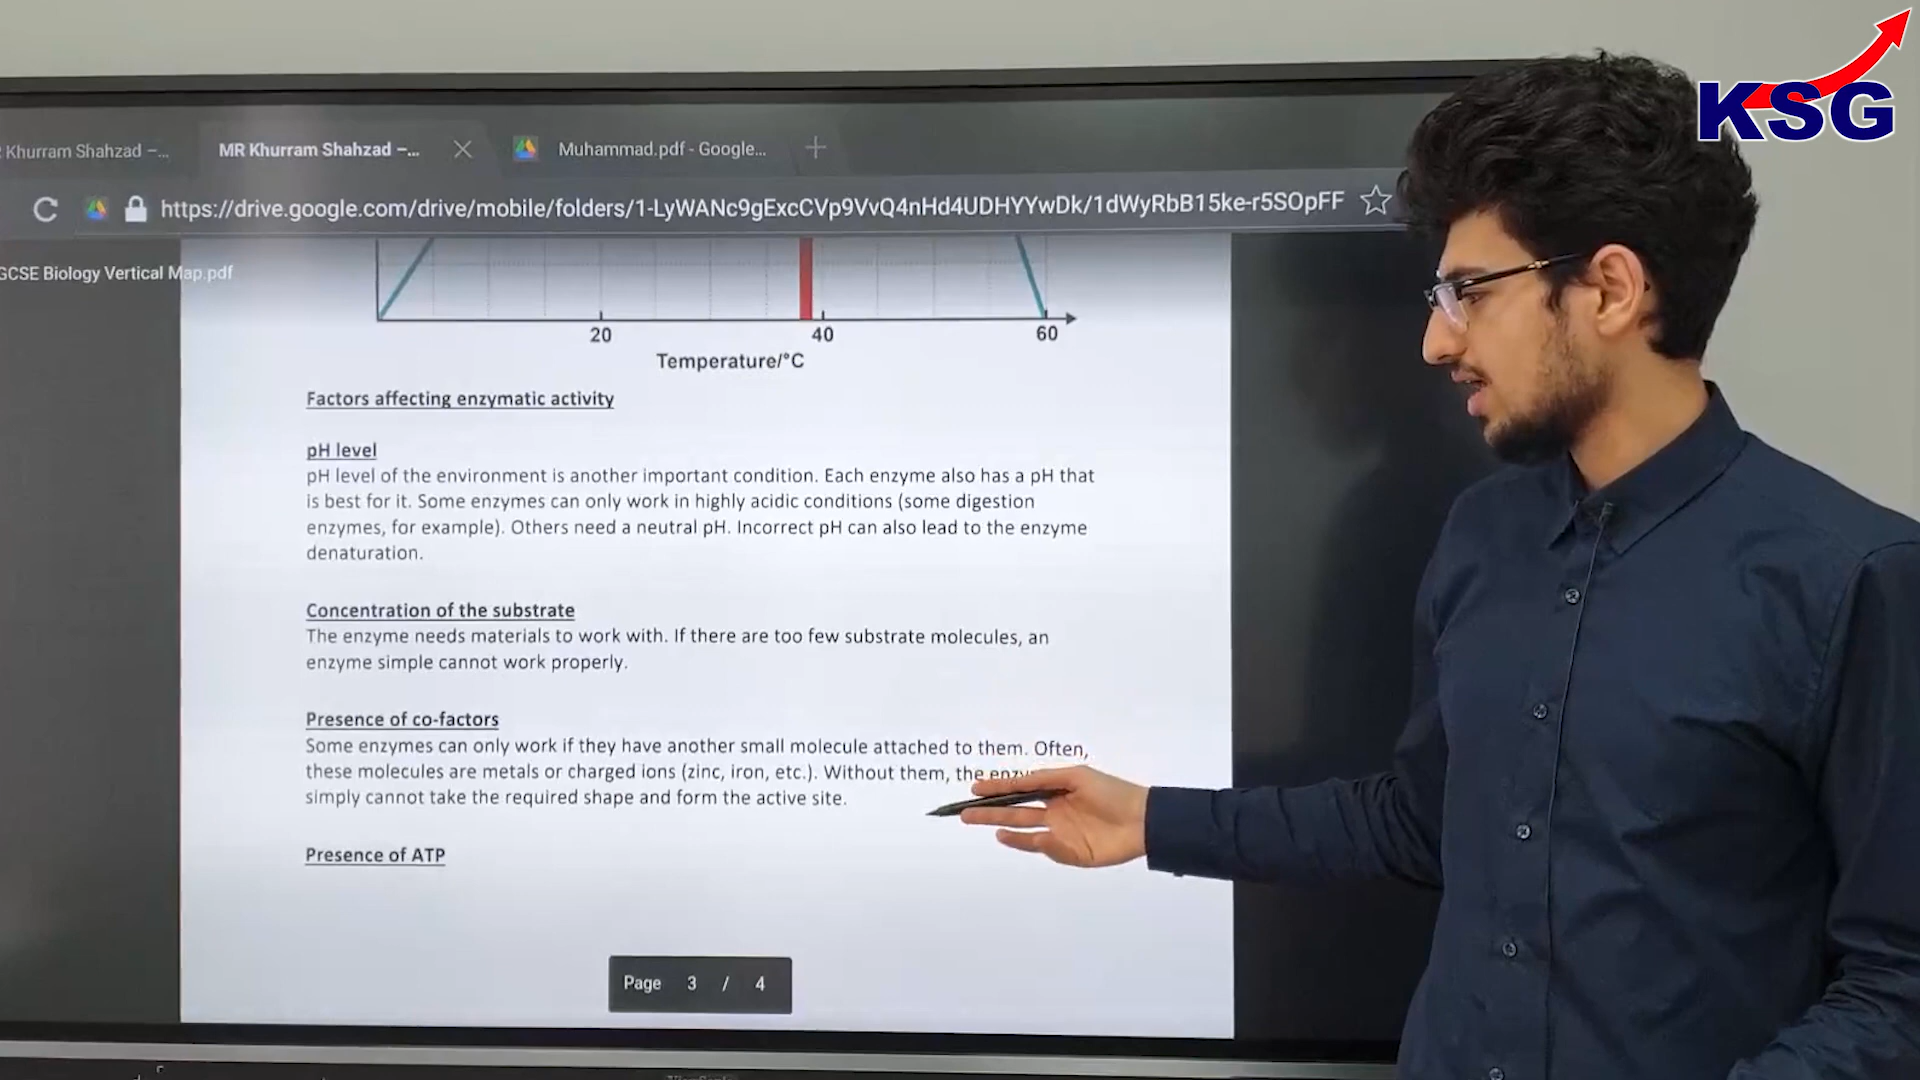 KSG
Khurram Shahzad –...
MR Khurram Shahzad –...
Muhammad.pdf - Google...
https://drive.google.com/drive/mobile/folders/1-LyWANc9gExcCVp9VvQ4nHd4UDHYYwDk/1dWyRbB15ke-r5SOpFF
GCSE Biology Vertical Map.pdf
20 40 60
Temperature/°C
Factors affecting enzymatic activity
pH level
pH level of the environment is another important condition. Each enzyme also has a pH that
is best for it. Some enzymes can only work in highly acidic conditions (some digestion
enzymes, for example). Others need a neutral pH. Incorrect pH can also lead to the enzyme
denaturation.
Concentration of the substrate
The enzyme needs materials to work with. If there are too few substrate molecules, an
enzyme simple cannot work properly.
Presence of co-factors
Some enzymes can only work if they have another small molecule attached to them. Often,
these molecules are metals or charged ions (zinc, iron, etc.). Without them, the
simply cannot take the required shape and form the active site.
Presence of ATP
Page 3 / 4